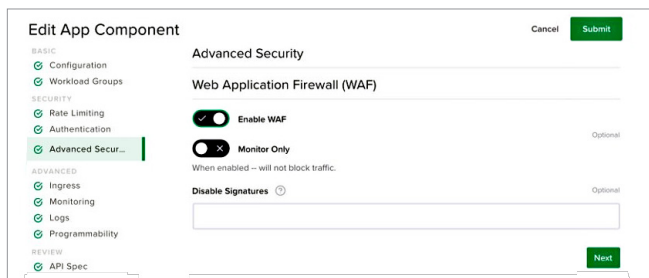 Edit App Component
Cancel
Submit
BASIC
Configuration
Workload Groups
SECURITY
Rate Limiting
Authentication
Advanced Secur...
ADVANCED
Ingress
Monitoring
Logs
Programmability
REVIEW
API Spec
Advanced Security
Web Application Firewall (WAF)
Enable WAF
Optional
Monitor Only
When enabled -- will not block traffic.
Disable Signatures ?
Optional
Next